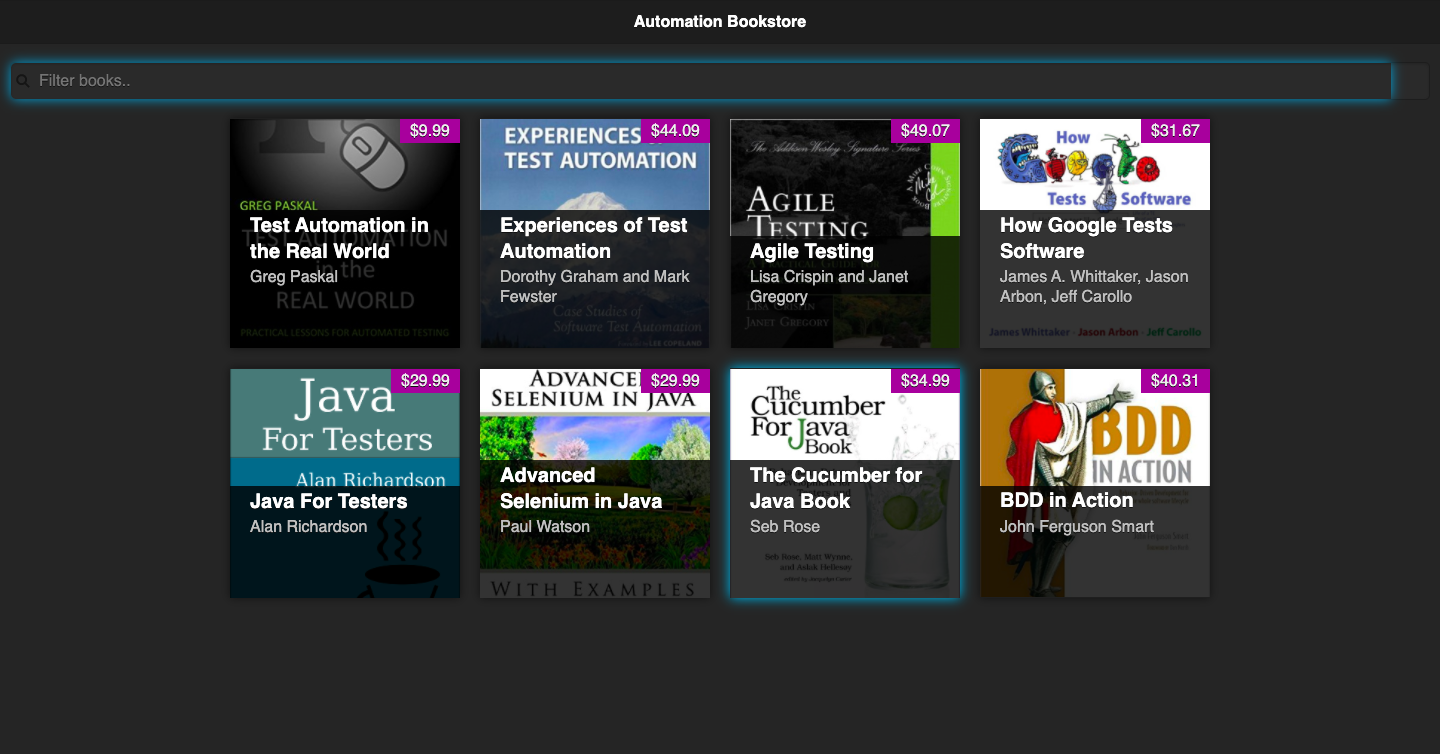 Automation Bookstore
Filter books..
$9.99
GREG PASKAL
TEST AUTOMATION
in the
REAL WORLD
PRACTICAL LESSONS FOR AUTOMATED TESTING
Test Automation in
the Real World
Greg Paskal
$44.09
EXPERIENCES
TEST AUTOMATION
Experiences of Test
Automation
Dorothy Graham and Mark
Fewster
Case Studies of
Software Test Automation
LEE COPELAND
$49.07
The Addison Wesley Signature Series
AGILE
TESTING
Agile Testing
Lisa Crispin and Janet
Gregory
LISA CRISPIN
JANET GREGORY
$31.67
How
Google
Tests Software
How Google Tests
Software
James A. Whittaker, Jason
Arbon, Jeff Carollo
James Whittaker - Jason Arbon - Jeff Carollo
$29.99
Java
For Testers
Alan Richardson
Java For Testers
Alan Richardson
$29.99
ADVANCED
SELENIUM IN JAVA
Advanced
Selenium in Java
Paul Watson
WITH EXAMPLES
$34.99
The
Cucumber
For Java
Book
The Cucumber for
Java Book
Seb Rose
Seb Rose, Matt Wynne,
and Aslak Hellesøy
$40.31
BDD
IN ACTION
BDD in Action
John Ferguson Smart